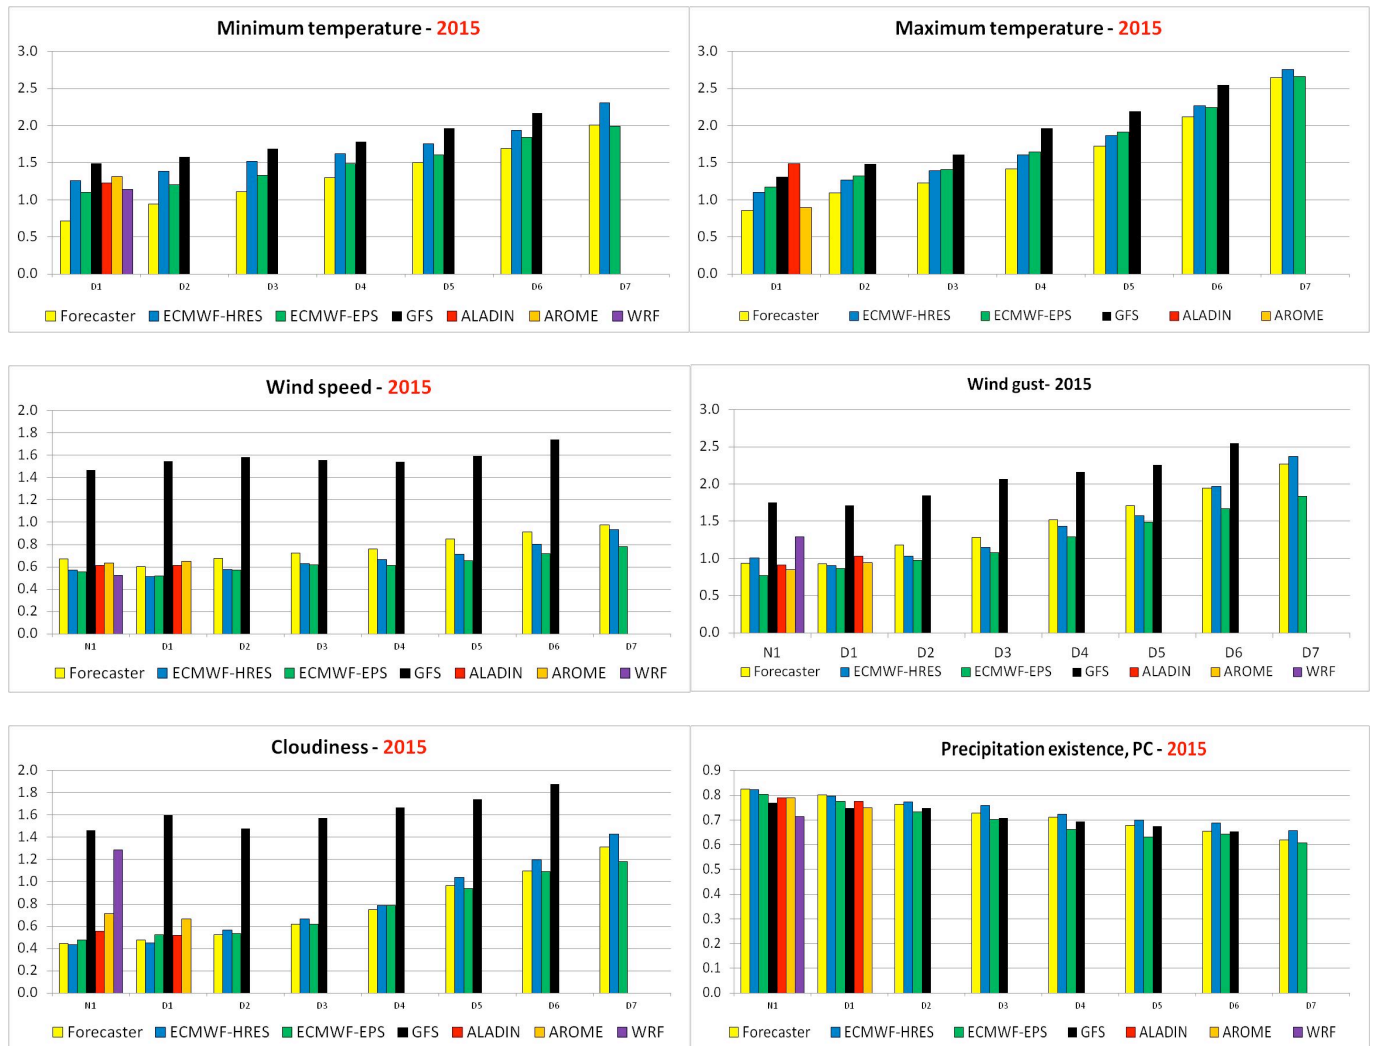 Minimum temperature - 2015
3.0
2.5
2.0
1.5
1.0
0.5
0.0
D1 D2 D3 D4 D5 D6 D7
Forecaster ECMWF-HRES ECMWF-EPS GFS ALADIN AROME WRF
Maximum temperature - 2015
3.0
2.5
2.0
1.5
1.0
0.5
0.0
D1 D2 D3 D4 D5 D6 D7
Forecaster ECMWF-HRES ECMWF-EPS GFS ALADIN AROME
Wind speed - 2015
2.0
1.8
1.6
1.4
1.2
1.0
0.8
0.6
0.4
0.2
0.0
N1 D1 D2 D3 D4 D5 D6 D7
Forecaster ECMWF-HRES ECMWF-EPS GFS ALADIN AROME WRF
Wind gust- 2015
3.0
2.5
2.0
1.5
1.0
0.5
0.0
N1 D1 D2 D3 D4 D5 D6 D7
Forecaster ECMWF-HRES ECMWF-EPS GFS ALADIN AROME WRF
Cloudiness - 2015
2.0
1.8
1.6
1.4
1.2
1.0
0.8
0.6
0.4
0.2
0.0
N1 D1 D2 D3 D4 D5 D6 D7
Forecaster ECMWF-HRES ECMWF-EPS GFS ALADIN AROME WRF
Precipitation existence, PC - 2015
0.9
0.8
0.7
0.6
0.5
0.4
0.3
0.2
0.1
0.0
N1 D1 D2 D3 D4 D5 D6 D7
Forecaster ECMWF-HRES ECMWF-EPS GFS ALADIN AROME WRF